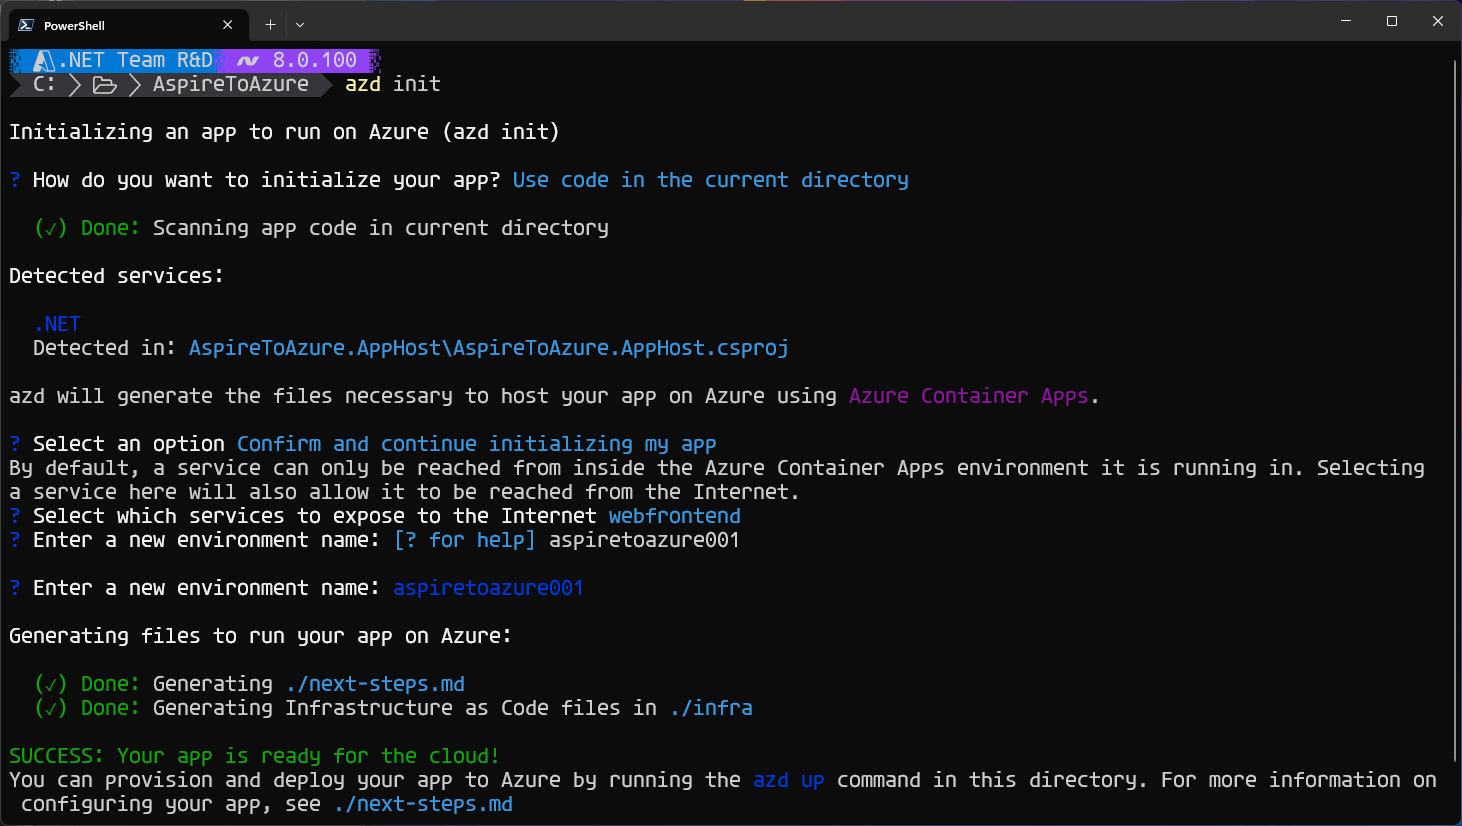 PowerShell
.NET Team R&D 8.0.100
C: AspireToAzure azd init
Initializing an app to run on Azure (azd init)
? How do you want to initialize your app? Use code in the current directory
(✓) Done: Scanning app code in current directory
Detected services:
.NET
Detected in: AspireToAzure.AppHost\AspireToAzure.AppHost.csproj
azd will generate the files necessary to host your app on Azure using Azure Container Apps.
? Select an option Confirm and continue initializing my app
By default, a service can only be reached from inside the Azure Container Apps environment it is running in. Selecting
a service here will also allow it to be reached from the Internet.
? Select which services to expose to the Internet webfrontend
? Enter a new environment name: [? for help] aspiretoazure001
? Enter a new environment name: aspiretoazure001
Generating files to run your app on Azure:
(✓) Done: Generating ./next-steps.md
(✓) Done: Generating Infrastructure as Code files in ./infra
SUCCESS: Your app is ready for the cloud!
You can provision and deploy your app to Azure by running the azd up command in this directory. For more information on
configuring your app, see ./next-steps.md